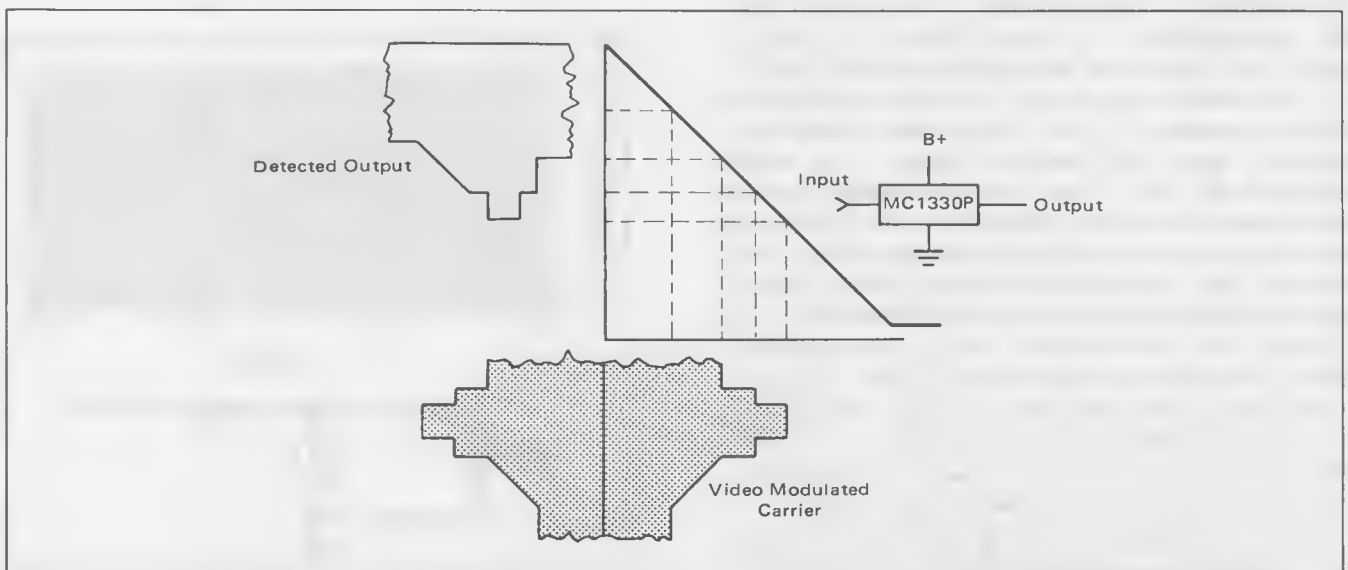 Detected Output
B+
Input
MC1330P
Output
Video Modulated
Carrier